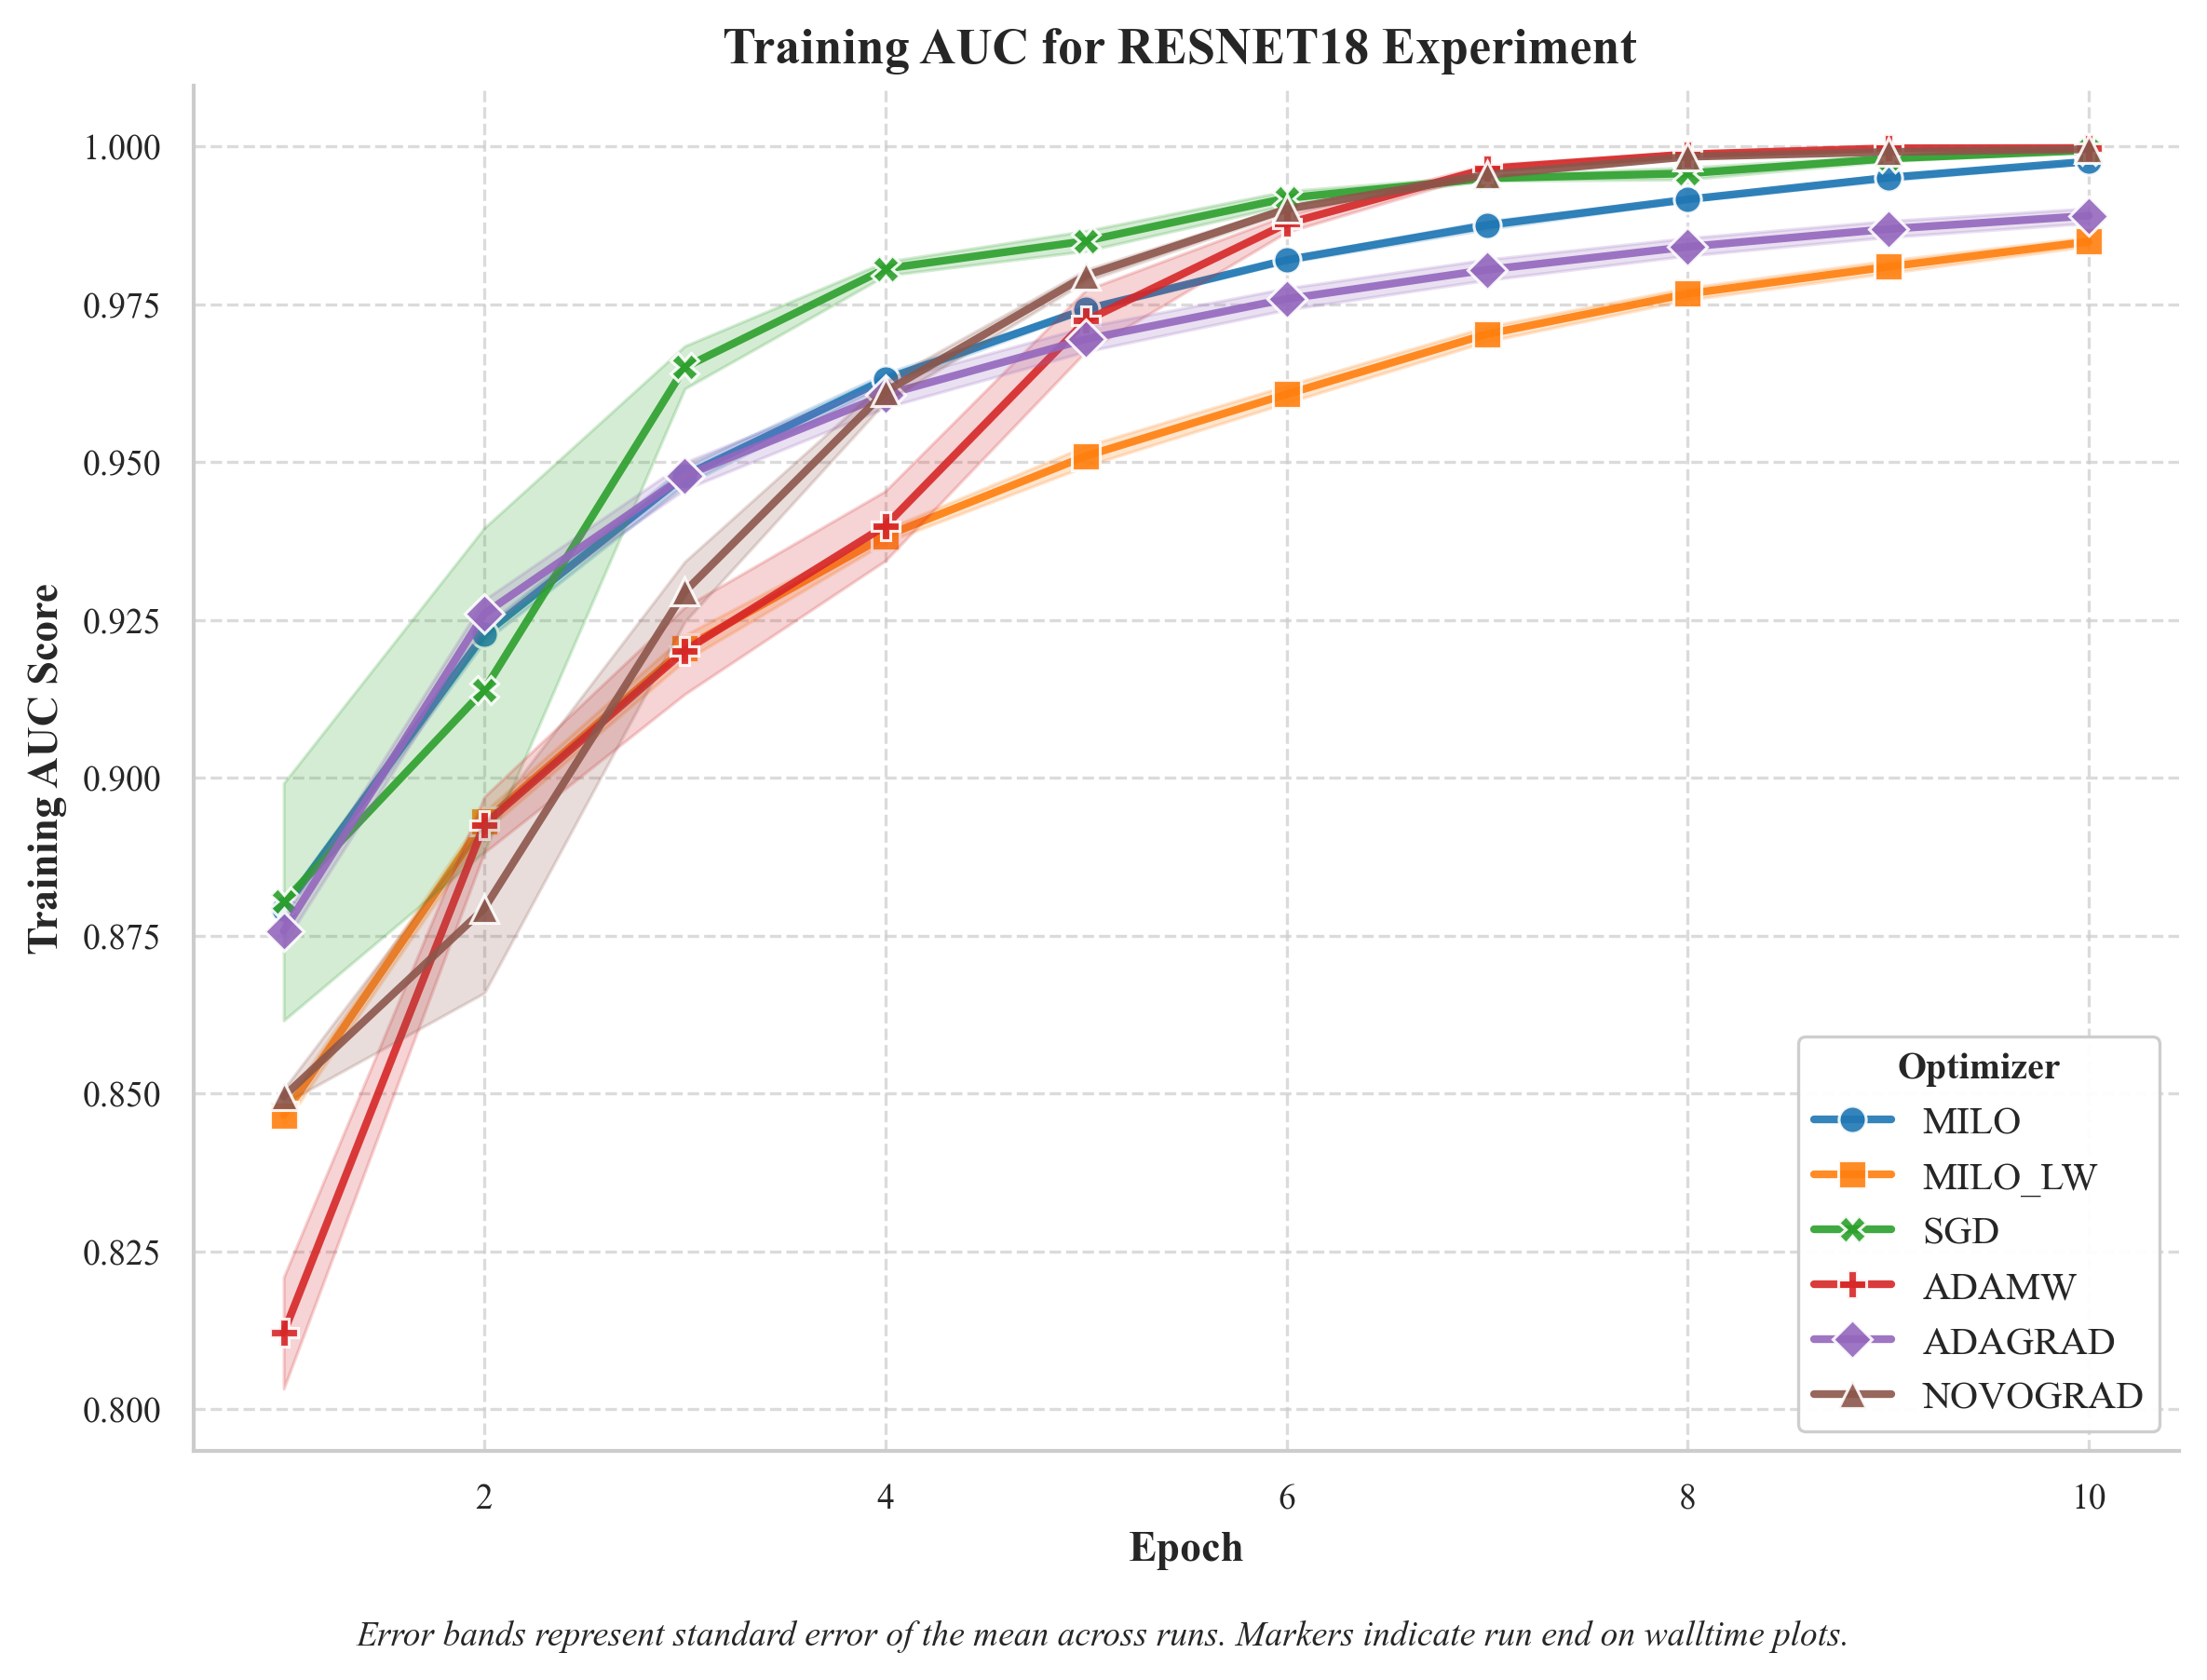 Training AUC for RESNET18 Experiment
1.000
0.975
0.950
0.925
0.900
0.875
0.850
0.825
0.800
Training AUC Score
2 4 6 8 10
Epoch
Optimizer
MILO
MILO_LW
SGD
ADAMW
ADAGRAD
NOVOGRAD
Error bands represent standard error of the mean across runs. Markers indicate run end on walltime plots.